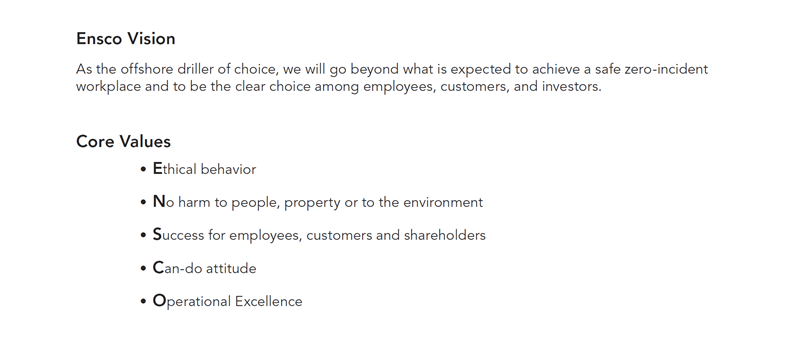 Ensco Vision
As the offshore driller of choice, we will go beyond what is expected to achieve a safe zero-incident
workplace and to be the clear choice among employees, customers, and investors.
Core Values
• Ethical behavior
• No harm to people, property or to the environment
• Success for employees, customers and shareholders
• Can-do attitude
• Operational Excellence